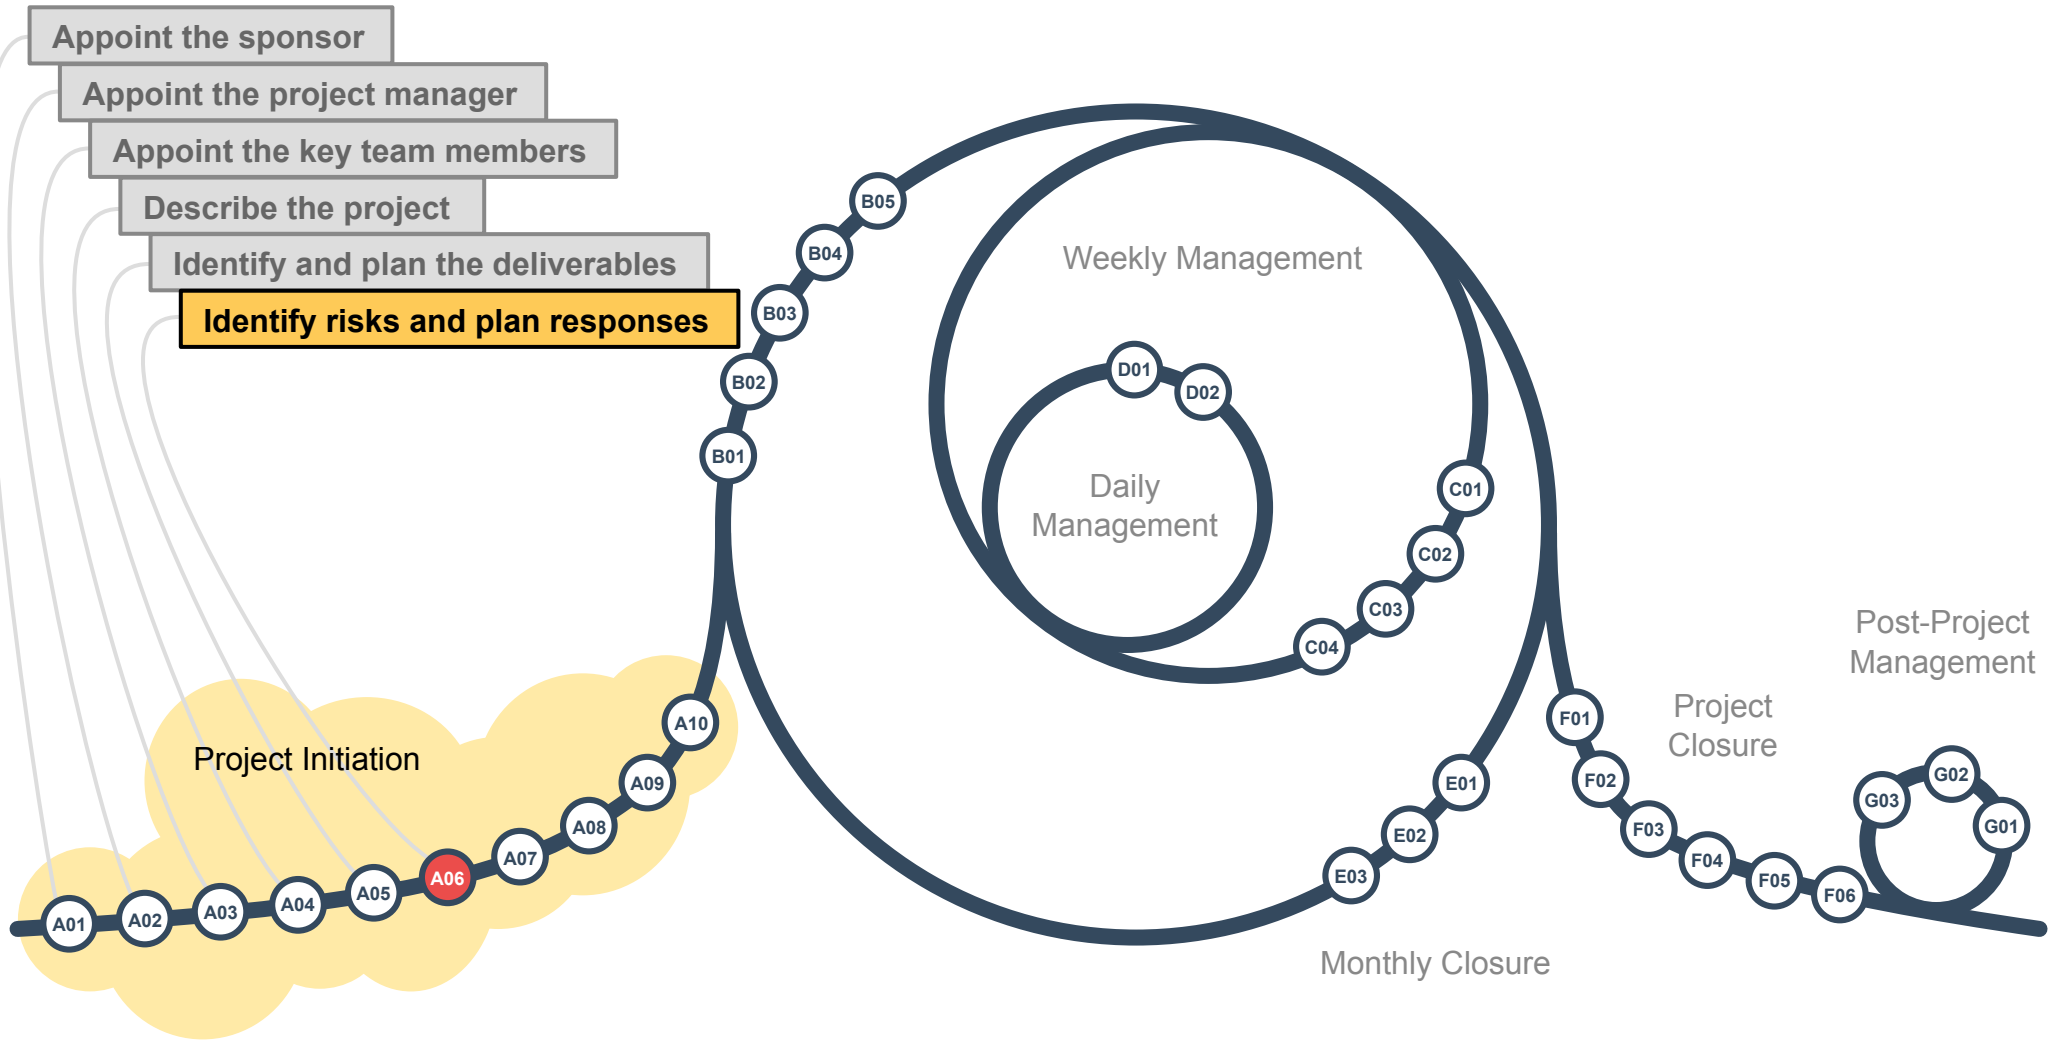 Appoint the sponsor
Appoint the project manager
Appoint the key team members
Describe the project
Identify and plan the deliverables
Identify risks and plan responses
Project Initiation
A01
A02
A03
A04
A05
A06
A07
A08
A09
A10
B01
B02
B03
B04
B05
Weekly Management
D01
D02
Daily
Management
C01
C02
C03
C04
E01
E02
E03
Monthly Closure
F01
F02
F03
F04
F05
F06
Project
Closure
Post-Project
Management
G03
G02
G01